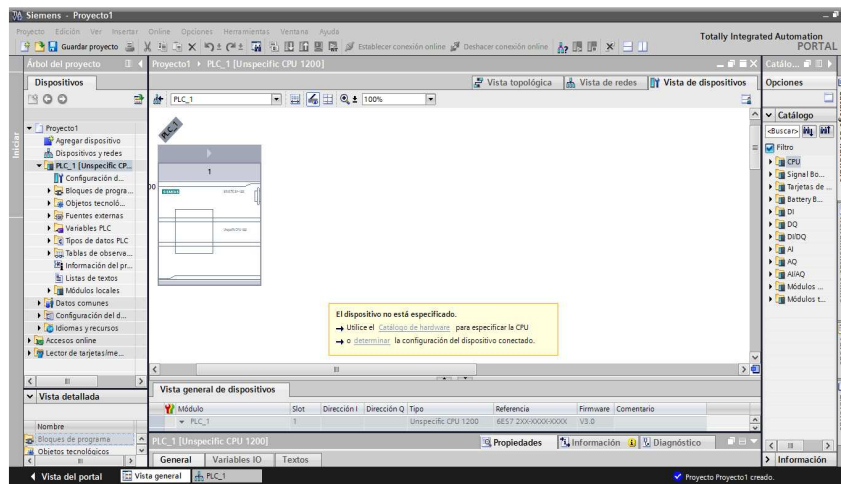 Siemens - Proyecto1
Proyecto Edición Ver Insertar Online Opciones Herramientas Ventana Ayuda
Guardar proyecto
Establecer conexión online
Deshacer conexión online
Totally Integrated Automation
PORTAL
Árbol del proyecto
Proyecto1 PLC_1 [Unspecific CPU 1200]
Catálo...
Dispositivos
Vista topológica
Vista de redes
Vista de dispositivos
Opciones
PLC_1
100%
Iniciar
Proyecto1
Agregar dispositivo
Dispositivos y redes
PLC_1 [Unspecific CP...
Configuración d...
Bloques de progra...
Objetos tecnoló...
Fuentes externas
Variables PLC
Tipos de datos PLC
Tablas de observa...
Información del pr...
Listas de textos
Módulos locales
Datos comunes
Configuración del d...
Idiomas y recursos
Accesos online
Lector de tarjetas/me...
PLC_1
1
SIEMENS
El dispositivo no está especificado.
Utilice el Catálogo de hardware para especificar la CPU
o determinar la configuración del dispositivo conectado.
Catálogo
<Buscar>
Filtro
CPU
Signal Bo...
Tarjetas de ...
Battery B...
DI
DQ
DI/DQ
AI
AQ
AI/AQ
Módulos ...
Módulos t...
Vista detallada
Nombre
Bloques de programa
Objetos tecnológicos
Vista general de dispositivos
Módulo Slot Dirección I Dirección Q Tipo Referencia Firmware Comentario
PLC_1 1 Unspecific CPU 1200 6ES7 2XX-XXXXX-XXXX V3.0
PLC_1 [Unspecific CPU 1200]
Propiedades
Información
Diagnóstico
General Variables IO Textos
Información
Vista del portal
Vista general
PLC_1
Proyecto Proyecto1 creado.